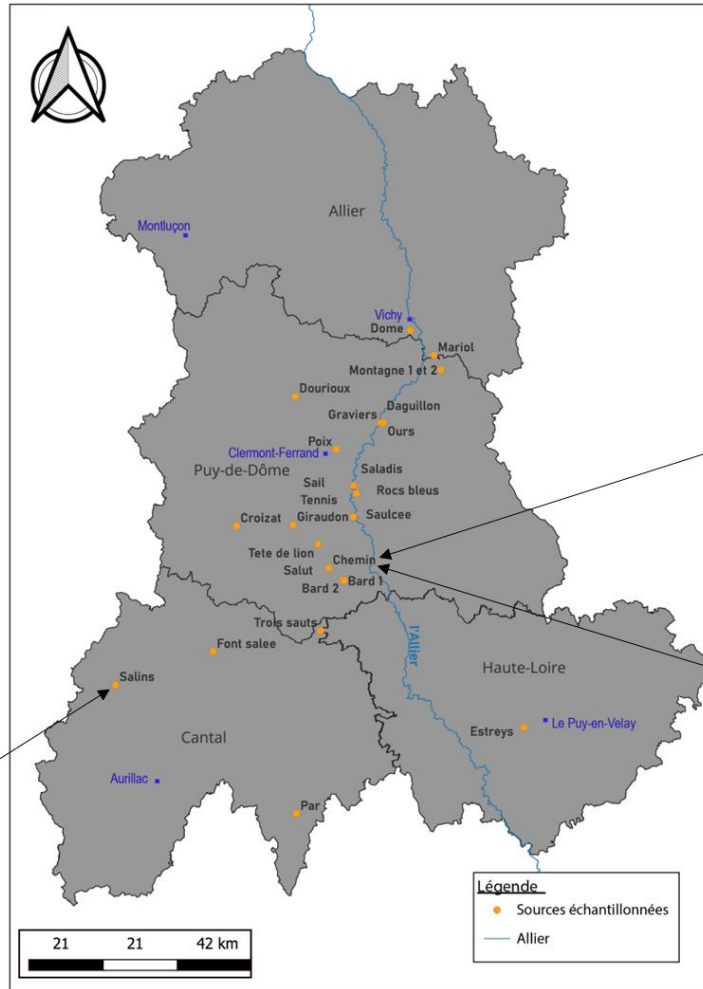 Allier
Montluçon
Vichy
Dome
Mariol
Montagne 1 et 2
Dourioux
Daguillon
Graviers
Ours
Poix
Clermont-Ferrand
Puy-de-Dôme
Saladis
Sail
Rocs bleus
Tennis
Croizat
Giraudon
Saulcee
Tete de lion
Chemin
Salut
Bard 1
Bard 2
Trois sauts
l'Allier
Font salee
Haute-Loire
Salins
Le Puy-en-Velay
Estreys
Cantal
Aurillac
Par
Légende
Sources échantillonnées
Allier
21 21 42 km